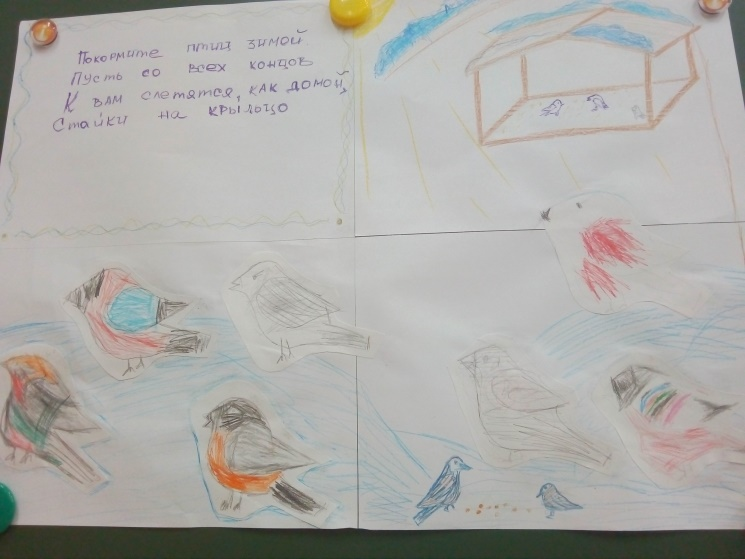 Покормите птиц зимой.
Пусть со всех концов
К вам слетятся, как домой,
Стайки на крыльцо